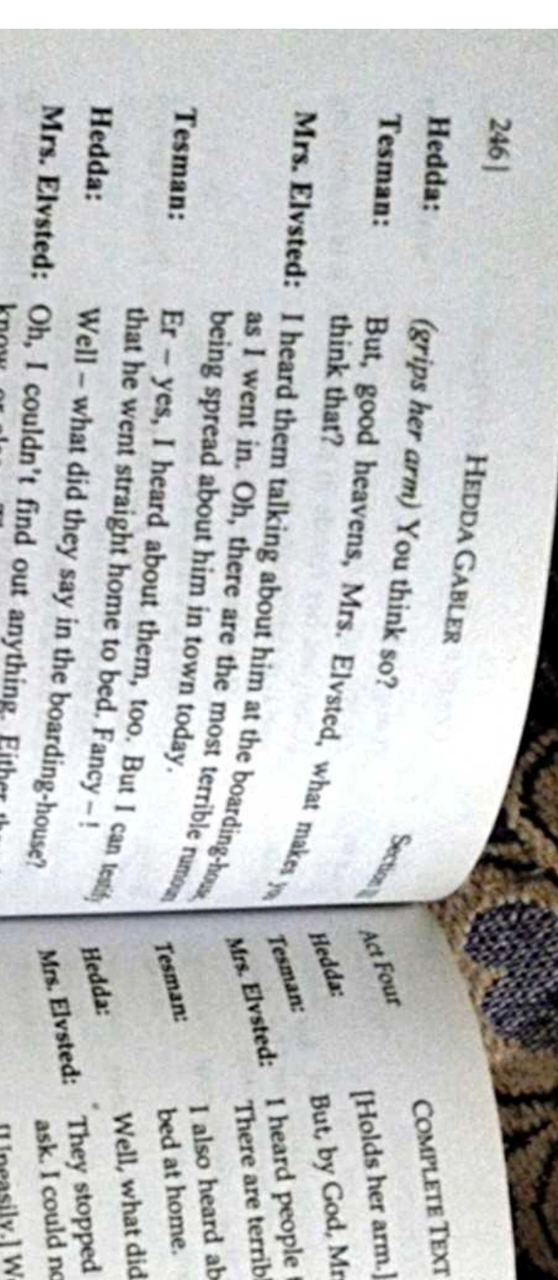 246|
HEDDA GABLER
Hedda: (grips her arm) You think so?
Tesman: But, good heavens, Mrs. Elvsted, what makes
think that?
Mrs. Elvsted: I heard them talking about him at the boarding-house
as I went in. Oh, there are the most terrible rumours
being spread about him in town today.
Tesman: Er – yes, I heard about them, too. But I can testify
that he went straight home to bed. Fancy – !
Hedda: Well – what did they say in the boarding-house?
Mrs. Elvsted: Oh, I couldn't find out anything. Either
Act Four
COMPLETE TEXT
Hedda: [Holds her arm.]
Tesman: But, by God,
Mrs. Elvsted: I heard people
There are
Tesman: I also heard
bed at home.
Hedda: Well, what did
Mrs. Elvsted: They stopped
ask. I could
[Uneasily.]